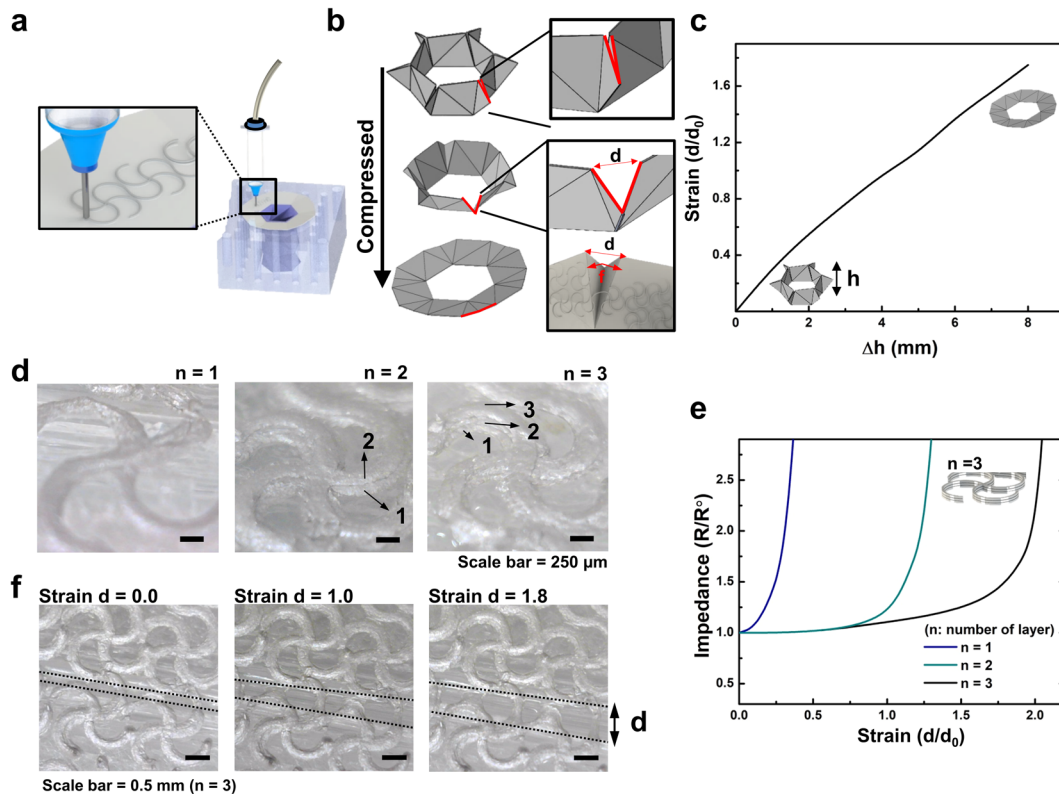 a
b
Compressed
d
d
c
Strain (d/d₀)
1.6
1.2
0.8
0.4
0
2
4
6
8
h
Δh (mm)
d
n = 1
n = 2
n = 3
2
1
3
2
1
Scale bar = 250 μm
e
Impedance (R/R°)
2.5
2.0
1.5
1.0
0.5
0.0
0.5
1.0
1.5
2.0
n =3
(n: number of layer)
n = 1
n = 2
n = 3
Strain (d/d₀)
f
Strain d = 0.0
Strain d = 1.0
Strain d = 1.8
d
Scale bar = 0.5 mm (n = 3)